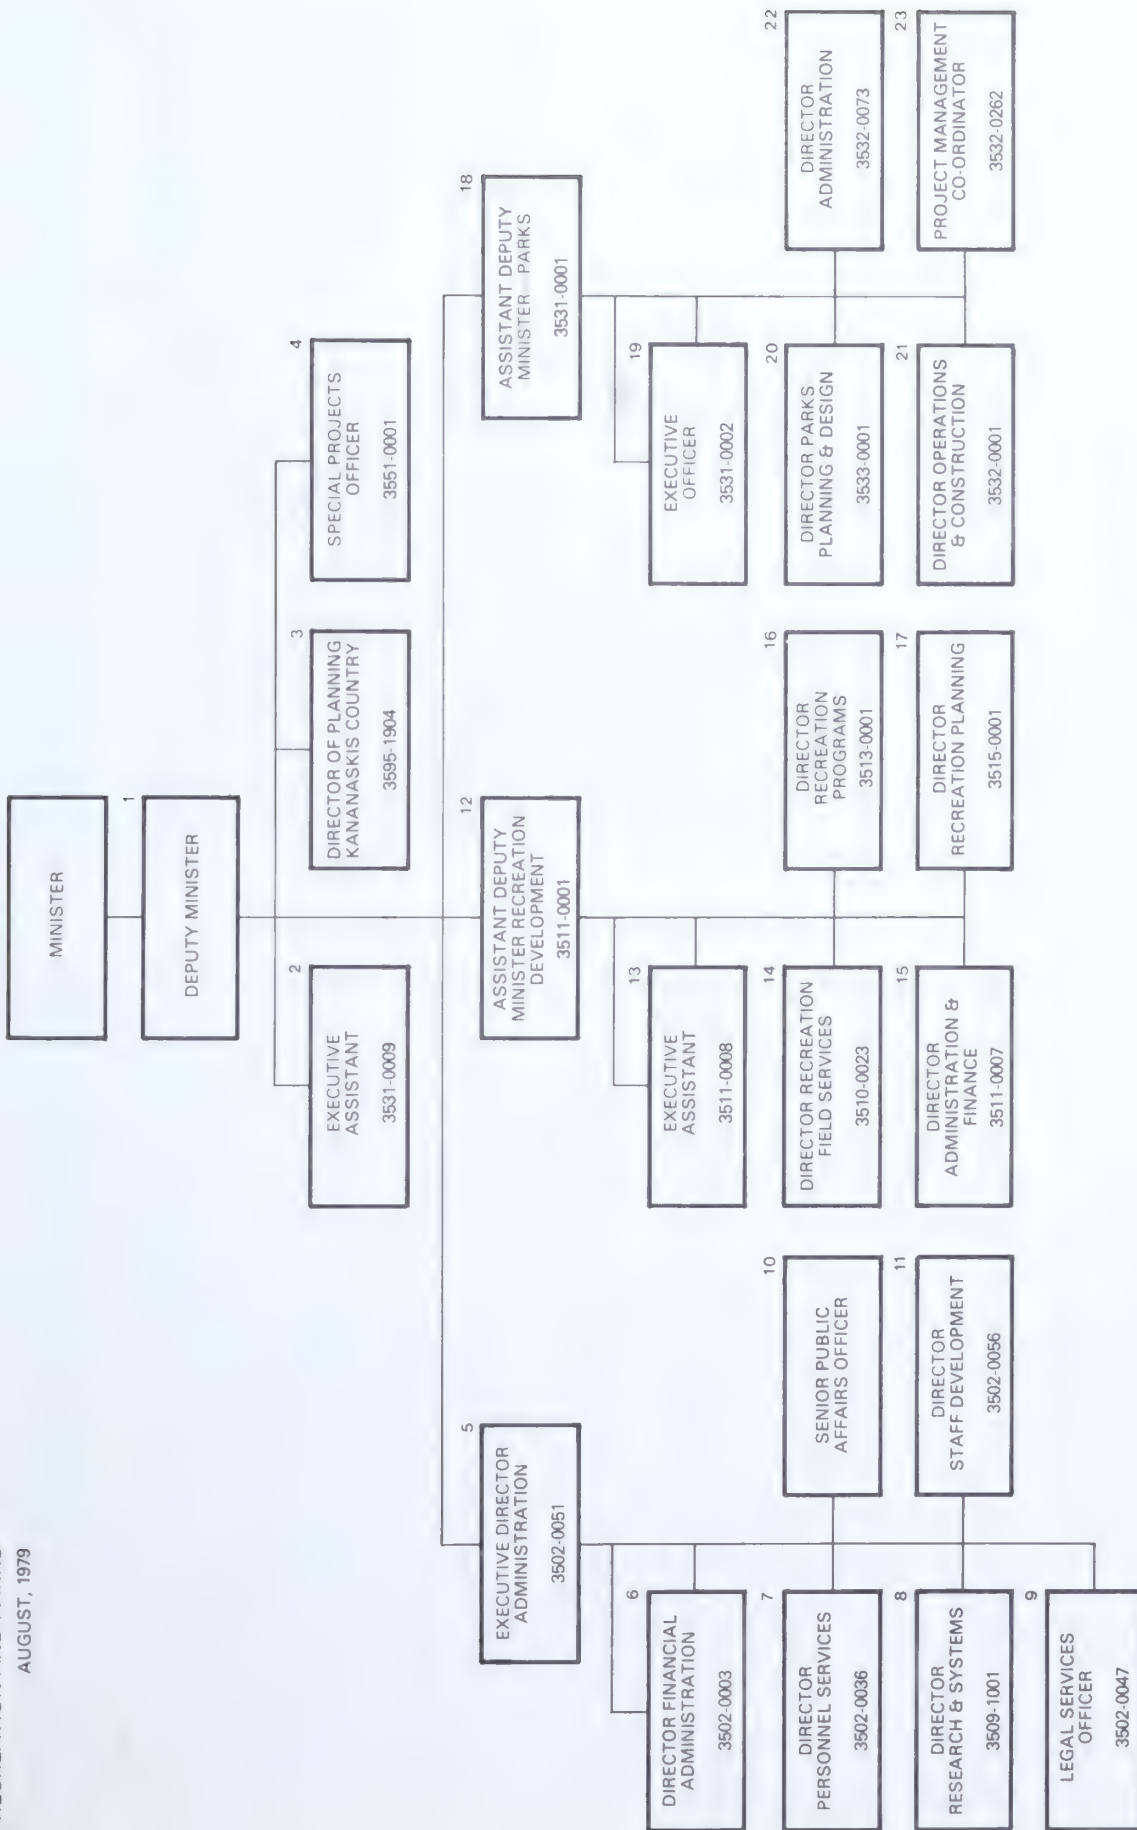 AUGUST, 1979
MINISTER
1
DEPUTY MINISTER
2
EXECUTIVE
ASSISTANT
3531-0009
3
DIRECTOR OF PLANNING
KANANASKIS COUNTRY
3595-1904
4
SPECIAL PROJECTS
OFFICER
3551-0001
5
EXECUTIVE DIRECTOR
ADMINISTRATION
3502-0051
12
ASSISTANT DEPUTY
MINISTER RECREATION
DEVELOPMENT
3511-0001
18
ASSISTANT DEPUTY
MINISTER PARKS
3531-0001
6
DIRECTOR FINANCIAL
ADMINISTRATION
3502-0003
13
EXECUTIVE
ASSISTANT
3511-0008
19
EXECUTIVE
OFFICER
3531-0002
7
DIRECTOR
PERSONNEL SERVICES
3502-0036
10
SENIOR PUBLIC
AFFAIRS OFFICER
14
DIRECTOR RECREATION
FIELD SERVICES
3510-0023
16
DIRECTOR
RECREATION
PROGRAMS
3513-0001
20
DIRECTOR PARKS
PLANNING & DESIGN
3533-0001
22
DIRECTOR
ADMINISTRATION
3532-0073
8
DIRECTOR
RESEARCH & SYSTEMS
3509-1001
11
DIRECTOR
STAFF DEVELOPMENT
3502-0056
15
DIRECTOR
ADMINISTRATION &
FINANCE
3511-0007
17
DIRECTOR
RECREATION PLANNING
3515-0001
21
DIRECTOR OPERATIONS
& CONSTRUCTION
3532-0001
23
PROJECT MANAGEMENT
CO-ORDINATOR
3532-0262
9
LEGAL SERVICES
OFFICER
3502-0047